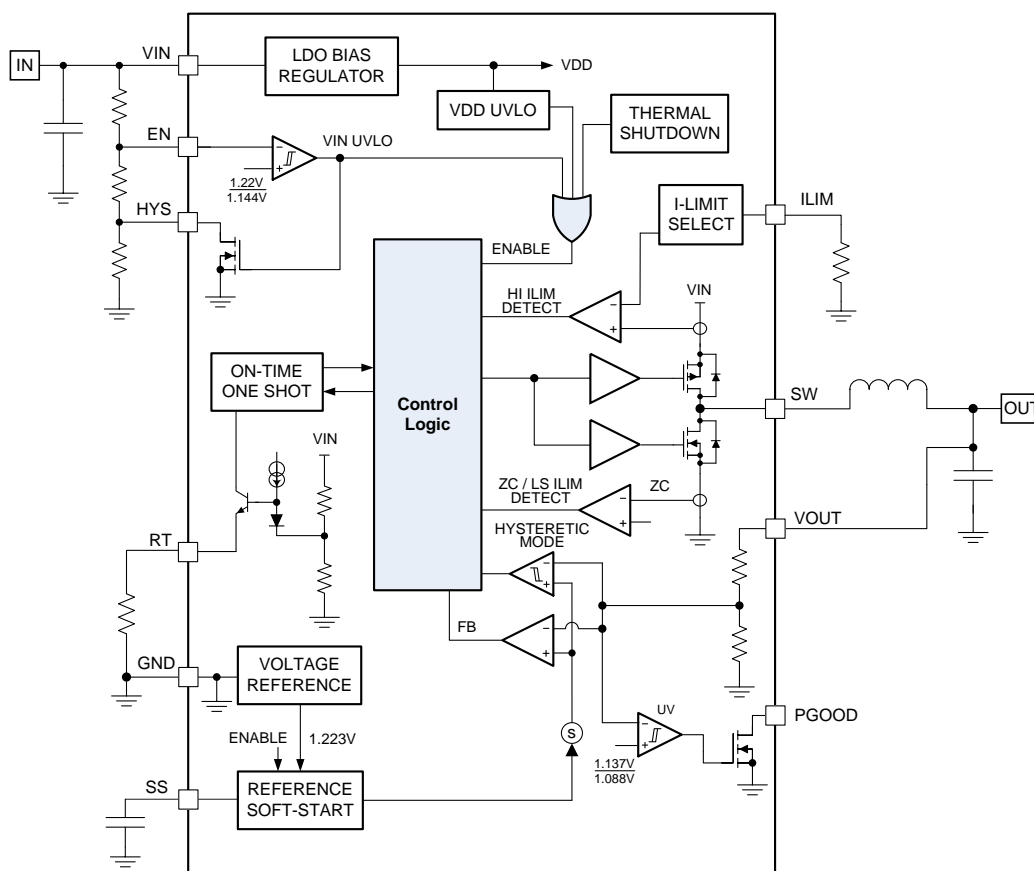 IN
VIN
LDO BIAS
REGULATOR
VDD
VDD UVLO
THERMAL
SHUTDOWN
EN
VIN UVLO
1.22V
1.144V
HYS
I-LIMIT
SELECT
ILIM
ENABLE
HI ILIM
DETECT
VIN
ON-TIME
ONE SHOT
Control
Logic
SW
OUT
VIN
ZC / LS ILIM
DETECT
ZC
HYSTERETIC
MODE
VOUT
RT
FB
GND
VOLTAGE
REFERENCE
PGOOD
UV
ENABLE
1.223V
S
1.137V
1.088V
SS
REFERENCE
SOFT-START